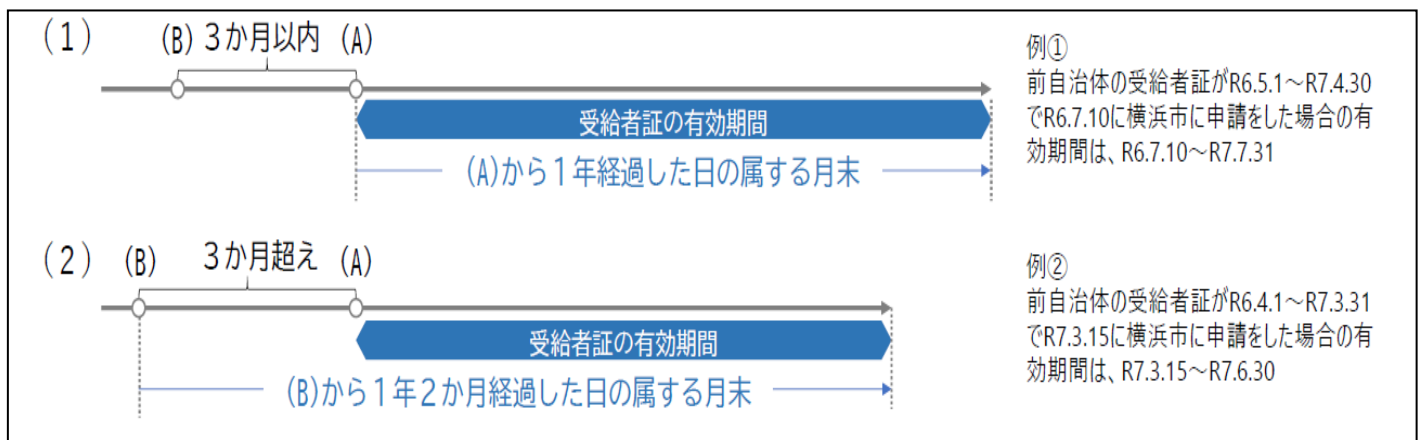 (1) (B) 3か月以内 (A)
受給者証の有効期間
(A)から1年経過した日の属する月末
例①
前自治体の受給者証がR6.5.1~R7.4.30
でR6.7.10に横浜市に申請をした場合の有
効期間は、R6.7.10~R7.7.31
(2) (B) 3か月超え (A)
受給者証の有効期間
(B)から1年2か月経過した日の属する月末
例②
前自治体の受給者証がR6.4.1~R7.3.31
でR7.3.15に横浜市に申請をした場合の有
効期間は、R7.3.15~R7.6.30